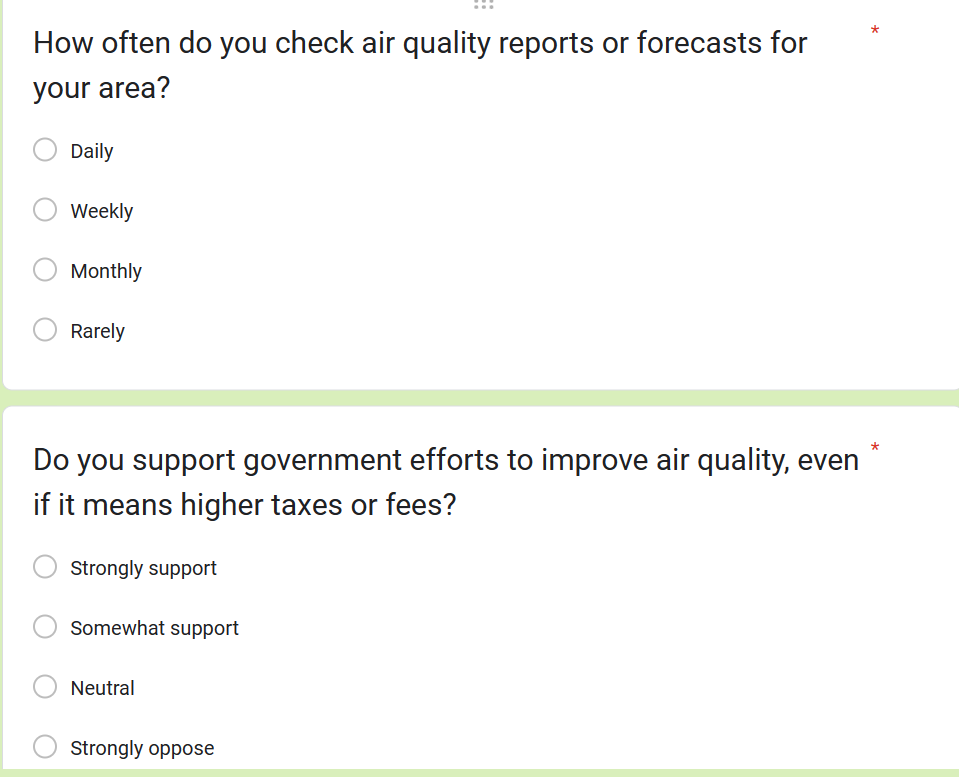 How often do you check air quality reports or forecasts for *
your area?
Daily
Weekly
Monthly
Rarely
Do you support government efforts to improve air quality, even *
if it means higher taxes or fees?
Strongly support
Somewhat support
Neutral
Strongly oppose